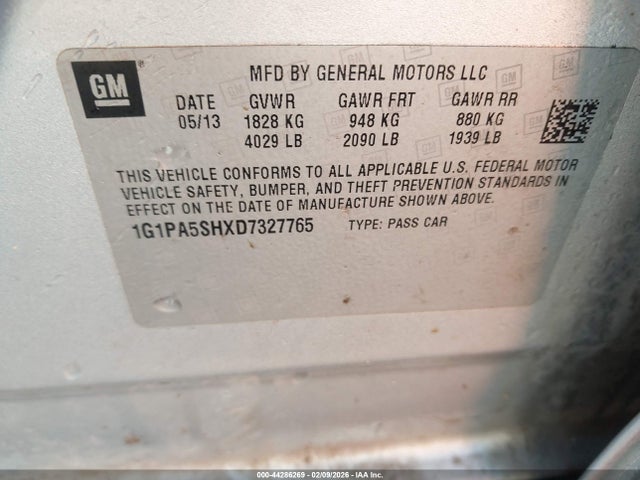 GM ®
MFD BY GENERAL MOTORS LLC
DATE GVWR GAWR FRT GAWR RR
05/13 1828 KG 948 KG 880 KG
4029 LB 2090 LB 1939 LB
THIS VEHICLE CONFORMS TO ALL APPLICABLE U.S. FEDERAL MOTOR
VEHICLE SAFETY, BUMPER, AND THEFT PREVENTION STANDARDS IN
EFFECT ON THE DATE OF MANUFACTURE SHOWN ABOVE.
1G1PA5SHXD7327765 TYPE: PASS CAR
000-44286269 - 02/09/2026 - IAA Inc.